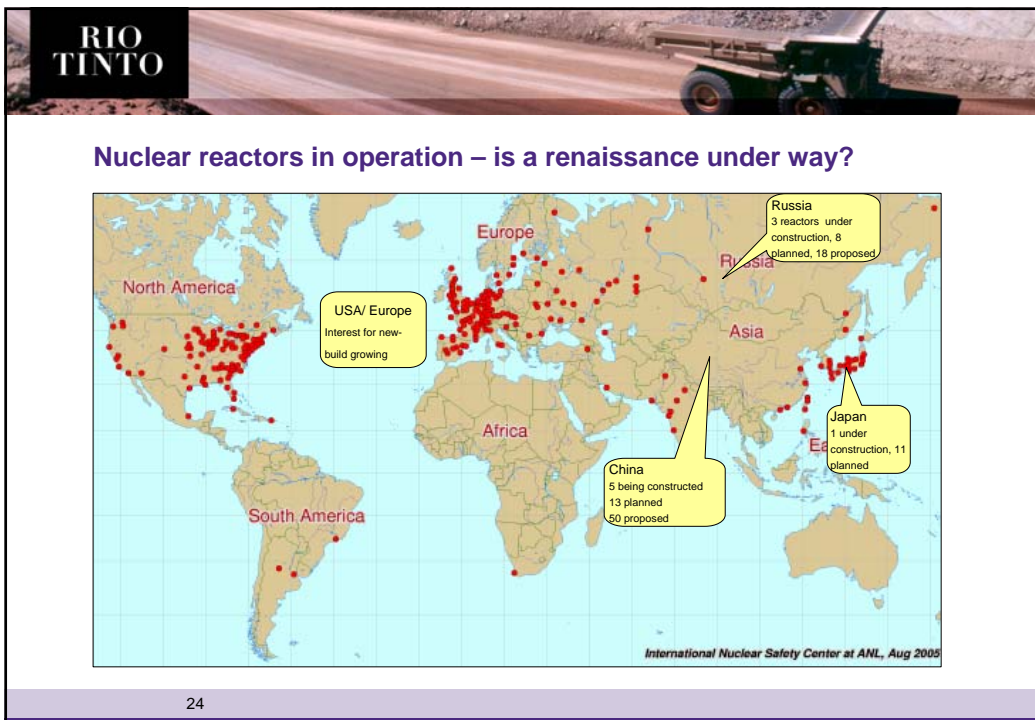 RIO
TINTO
Nuclear reactors in operation – is a renaissance under way?
Russia
3 reactors under
construction, 8
planned, 18 proposed
Europe
Russia
North America
USA/ Europe
Interest for new-
build growing
Asia
Japan
1 under
construction, 11
planned
Africa
Ea
China
5 being constructed
13 planned
50 proposed
South America
International Nuclear Safety Center at ANL, Aug 2005
24